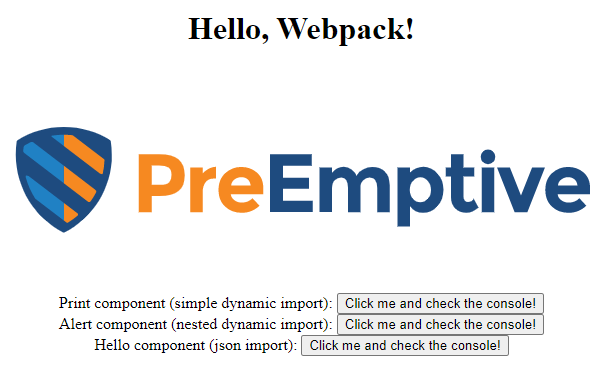 Hello, Webpack!
PreEmptive
Print component (simple dynamic import): Click me and check the console!
Alert component (nested dynamic import): Click me and check the console!
Hello component (json import): Click me and check the console!